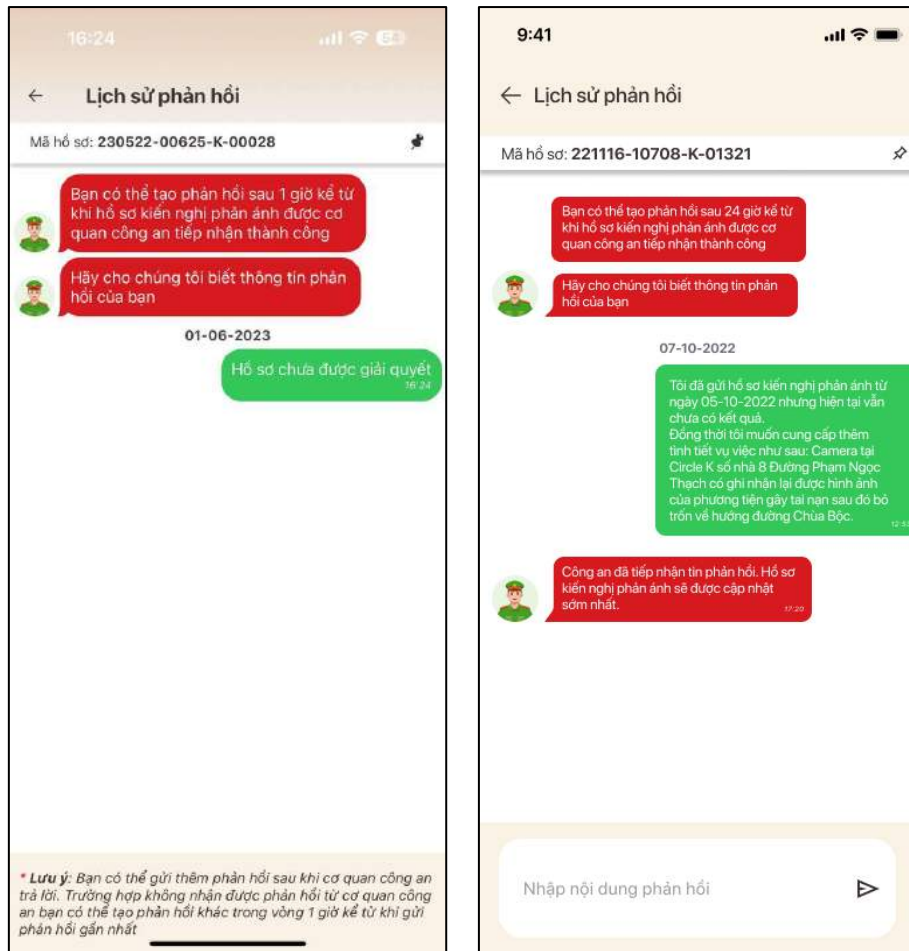 16:24
Lịch sử phản hồi
Mã hồ sơ: 230522-00625-K-00028
Bạn có thể tạo phản hồi sau 1 giờ kể từ
khi hồ sơ kiến nghị phản ánh được cơ
quan công an tiếp nhận thành công
Hãy cho chúng tôi biết thông tin phản
hồi của bạn
01-06-2023
Hồ sơ chưa được giải quyết
16:24
* Lưu ý: Bạn có thể gửi thêm phản hồi sau khi cơ quan công an
trả lời. Trường hợp không nhận được phản hồi từ cơ quan công
an bạn có thể tạo phản hồi khác trong vòng 1 giờ kể từ khi gửi
phản hồi gần nhất
9:41
Lịch sử phản hồi
Mã hồ sơ: 221116-10708-K-01321
Bạn có thể tạo phản hồi sau 24 giờ kể từ
khi hồ sơ kiến nghị phản ánh được cơ
quan công an tiếp nhận thành công
Hãy cho chúng tôi biết thông tin phản
hồi của bạn
07-10-2022
Tôi đã gửi hồ sơ kiến nghị phản ánh từ
ngày 05-10-2022 nhưng hiện tại vẫn
chưa có kết quả.
Đồng thời tôi muốn cung cấp thêm
tình tiết vụ việc như sau: Camera tại
Circle K số nhà 8 Đường Phạm Ngọc
Thạch có ghi nhận lại được hình ảnh
của phương tiện gây tai nạn sau đó bỏ
trốn về hướng đường Chùa Bộc.
Công an đã tiếp nhận tin phản hồi. Hồ sơ
kiến nghị phản ánh sẽ được cập nhật
sớm nhất.
17:20
Nhập nội dung phản hồi